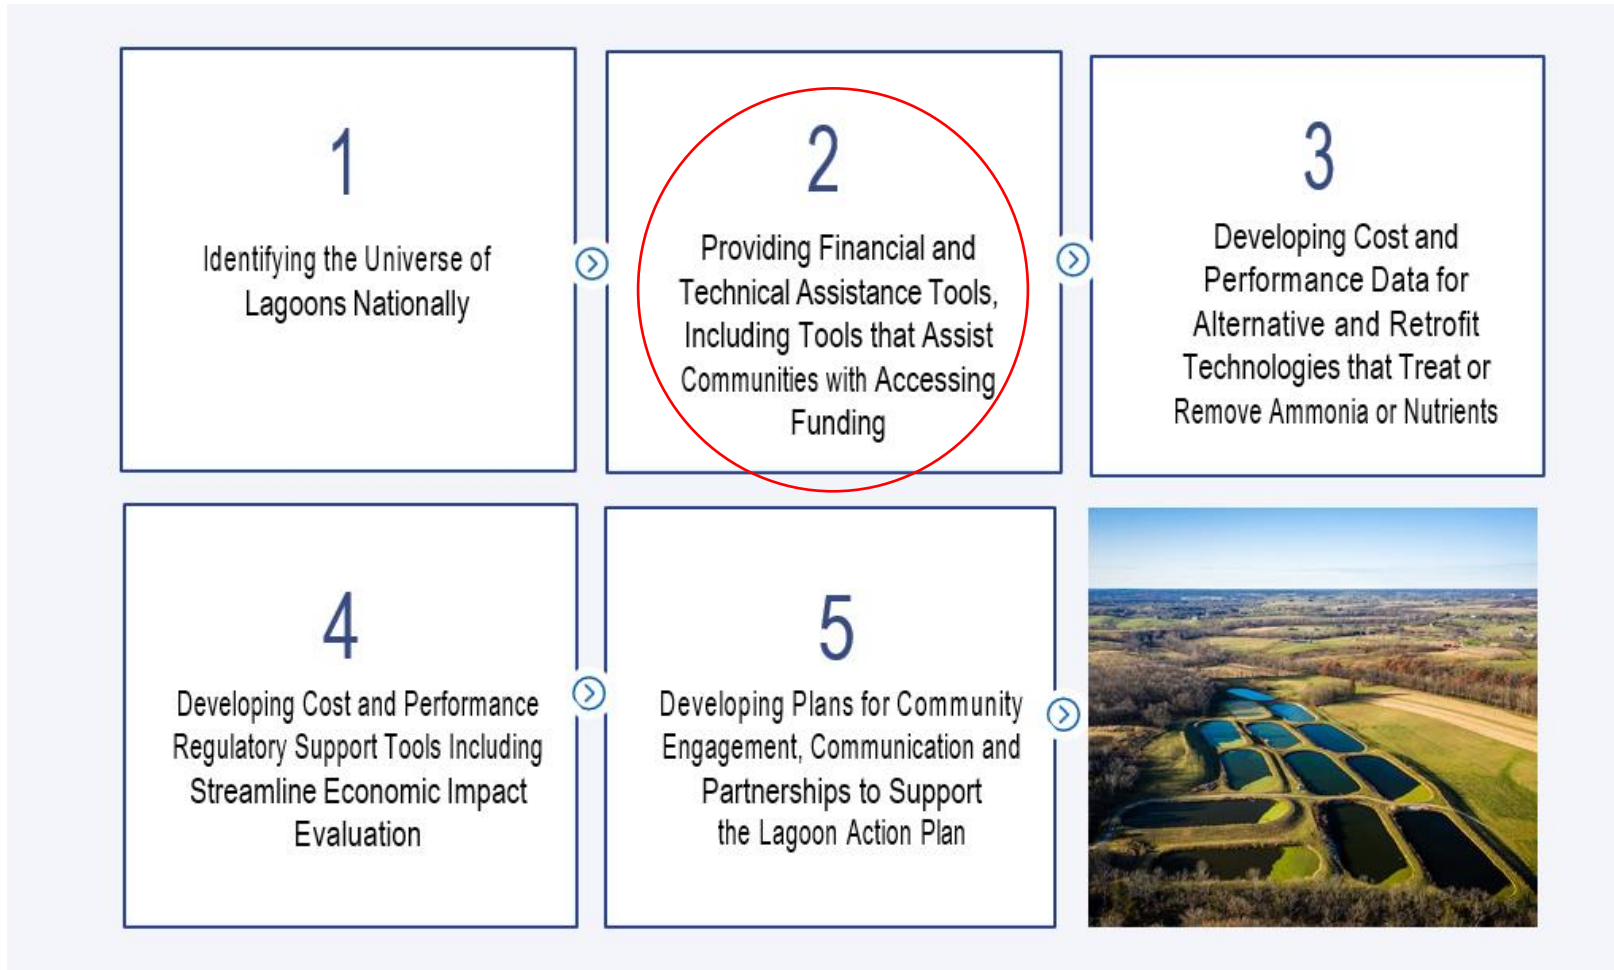 1
Identifying the Universe of
Lagoons Nationally
2
Providing Financial and
Technical Assistance Tools,
Including Tools that Assist
Communities with Accessing
Funding
3
Developing Cost and
Performance Data for
Alternative and Retrofit
Technologies that Treat or
Remove Ammonia or Nutrients
4
Developing Cost and Performance
Regulatory Support Tools Including
Streamline Economic Impact
Evaluation
5
Developing Plans for Community
Engagement, Communication and
Partnerships to Support
the Lagoon Action Plan